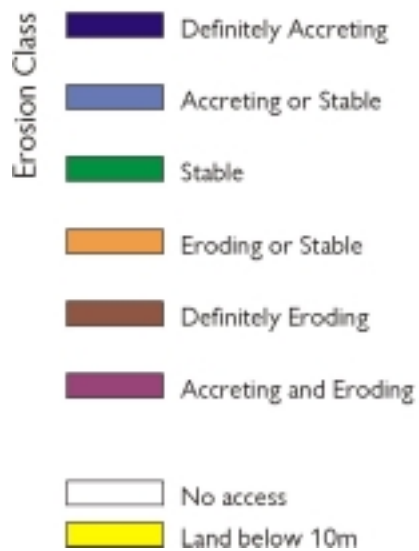 Erosion Class
Definitely Accreting
Accreting or Stable
Stable
Eroding or Stable
Definitely Eroding
Accreting and Eroding
No access
Land below 10m